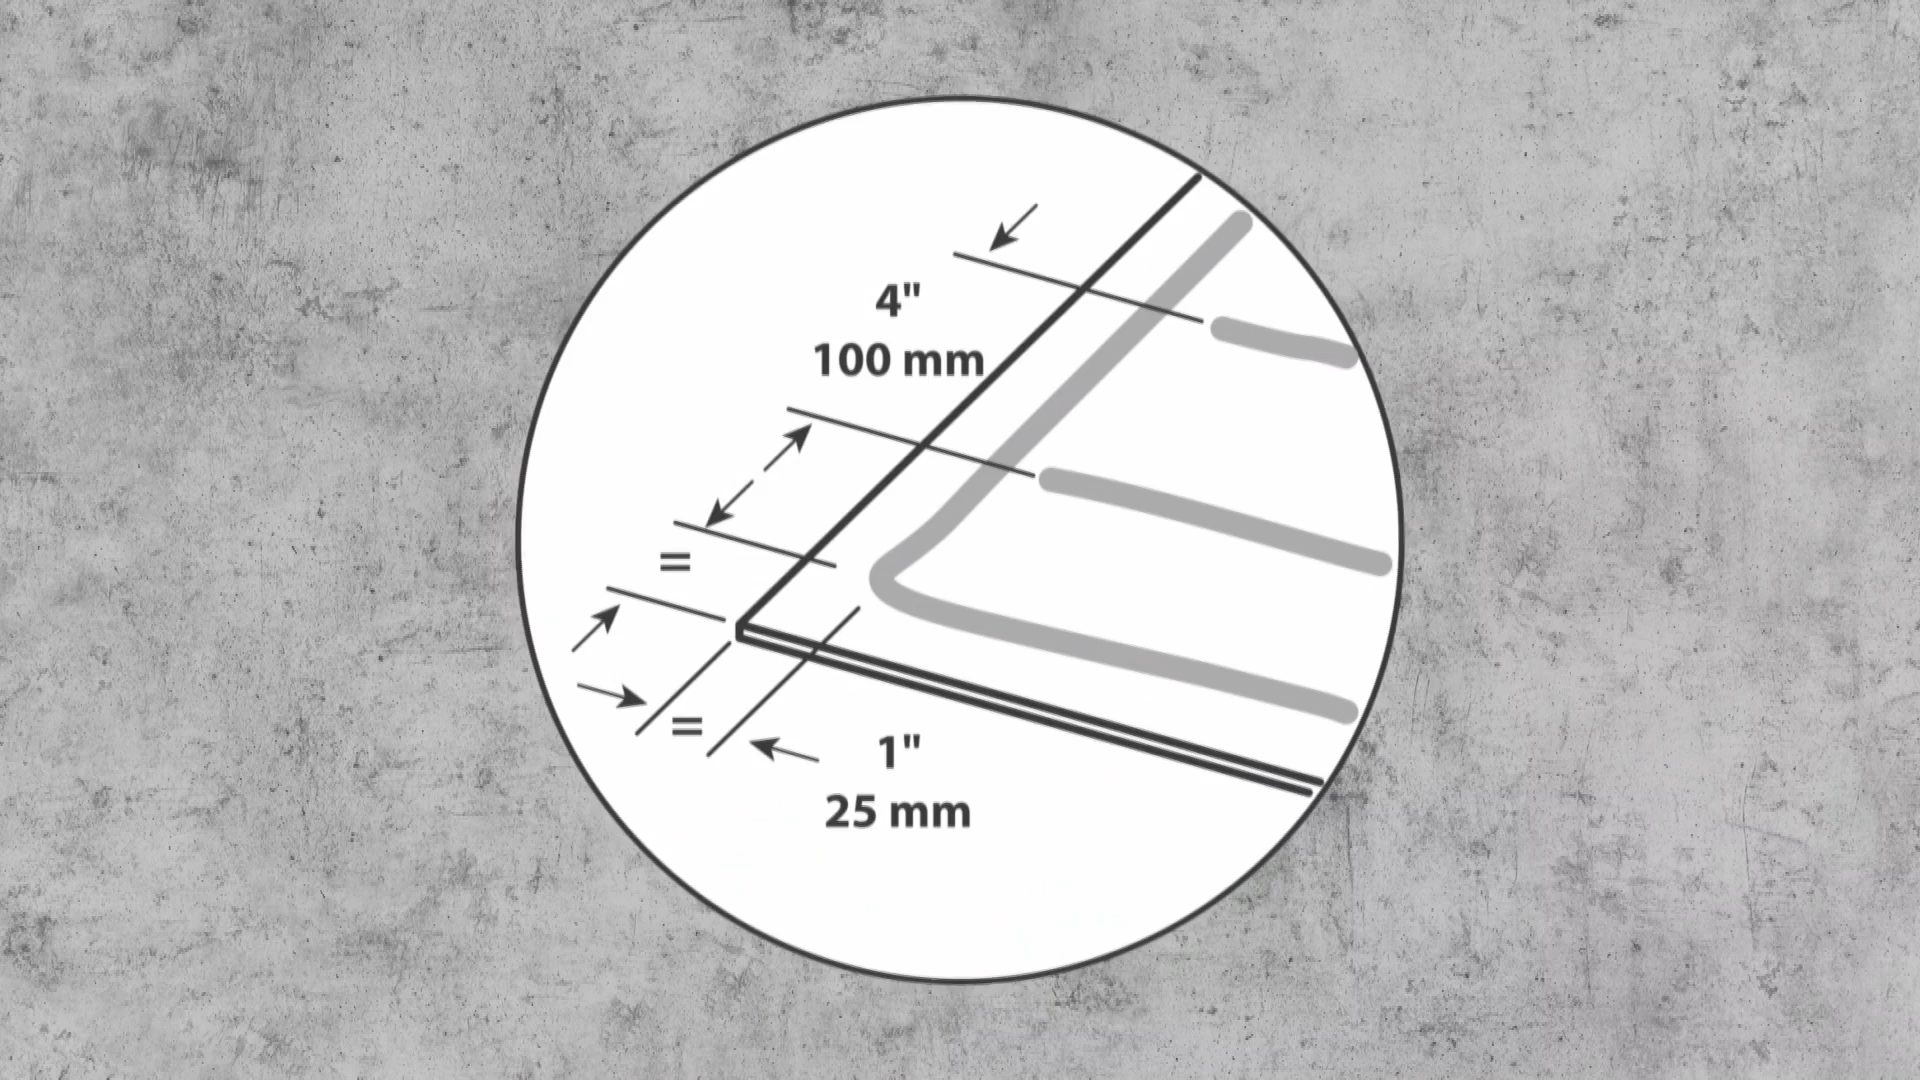 4"
100 mm
=
=
1"
25 mm